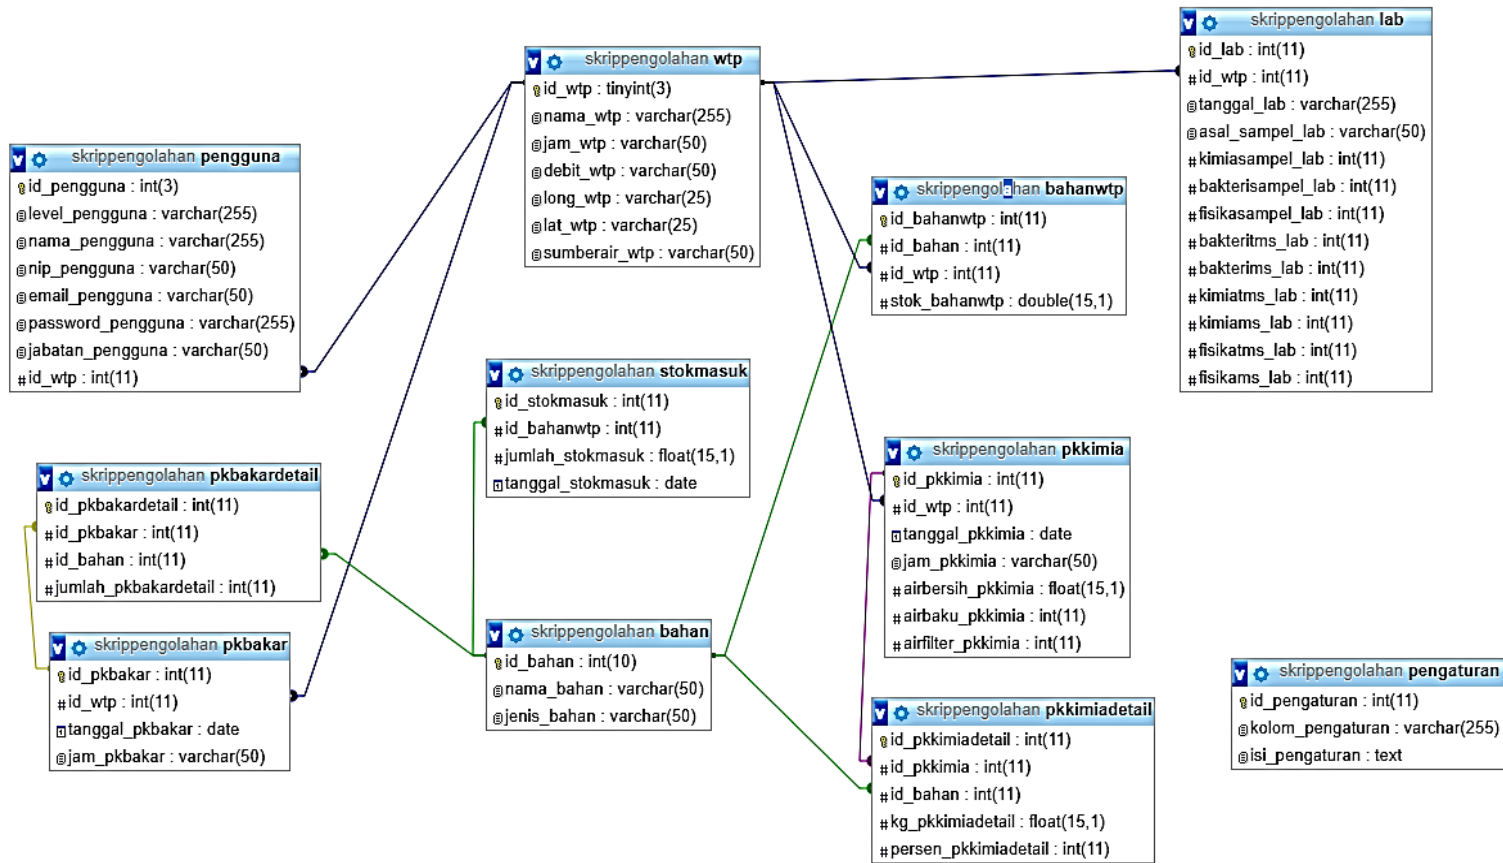 skrippengolahan wtp
id_wtp : tinyint(3)
nama_wtp : varchar(255)
jam_wtp : varchar(50)
debit_wtp : varchar(50)
long_wtp : varchar(25)
lat_wtp : varchar(25)
sumberair_wtp : varchar(50)
skrippengolahan lab
id_lab : int(11)
#id_wtp : int(11)
tanggal_lab : varchar(255)
asal_sampel_lab : varchar(50)
#kimiasampel_lab : int(11)
#bakterisampel_lab : int(11)
#fisikasampel_lab : int(11)
#bakteritms_lab : int(11)
#bakterims_lab : int(11)
#kimiatms_lab : int(11)
#kimiams_lab : int(11)
#fisikatms_lab : int(11)
#fisikams_lab : int(11)
skrippengolahan pengguna
id_pengguna : int(3)
level_pengguna : varchar(255)
nama_pengguna : varchar(255)
nip_pengguna : varchar(50)
email_pengguna : varchar(50)
password_pengguna : varchar(255)
jabatan_pengguna : varchar(50)
#id_wtp : int(11)
skrippengolahan bahanwtp
id_bahanwtp : int(11)
#id_bahan : int(11)
#id_wtp : int(11)
#stok_bahanwtp : double(15,1)
skrippengolahan stokmasuk
id_stokmasuk : int(11)
#id_bahanwtp : int(11)
#jumlah_stokmasuk : float(15,1)
tanggal_stokmasuk : date
skrippengolahan pkkimia
id_pkkimia : int(11)
#id_wtp : int(11)
tanggal_pkkimia : date
jam_pkkimia : varchar(50)
#airbersih_pkkimia : float(15,1)
#airbaku_pkkimia : int(11)
#airfilter_pkkimia : int(11)
skrippengolahan pkbakardetail
id_pkbakardetail : int(11)
#id_pkbakar : int(11)
#id_bahan : int(11)
#jumlah_pkbakardetail : int(11)
skrippengolahan pkbakar
id_pkbakar : int(11)
#id_wtp : int(11)
tanggal_pkbakar : date
jam_pkbakar : varchar(50)
skrippengolahan bahan
id_bahan : int(10)
nama_bahan : varchar(50)
jenis_bahan : varchar(50)
skrippengolahan pkkimiadetail
id_pkkimiadetail : int(11)
#id_pkkimia : int(11)
#id_bahan : int(11)
#kg_pkkimiadetail : float(15,1)
#persen_pkkimiadetail : int(11)
skrippengolahan pengaturan
id_pengaturan : int(11)
kolom_pengaturan : varchar(255)
isi_pengaturan : text